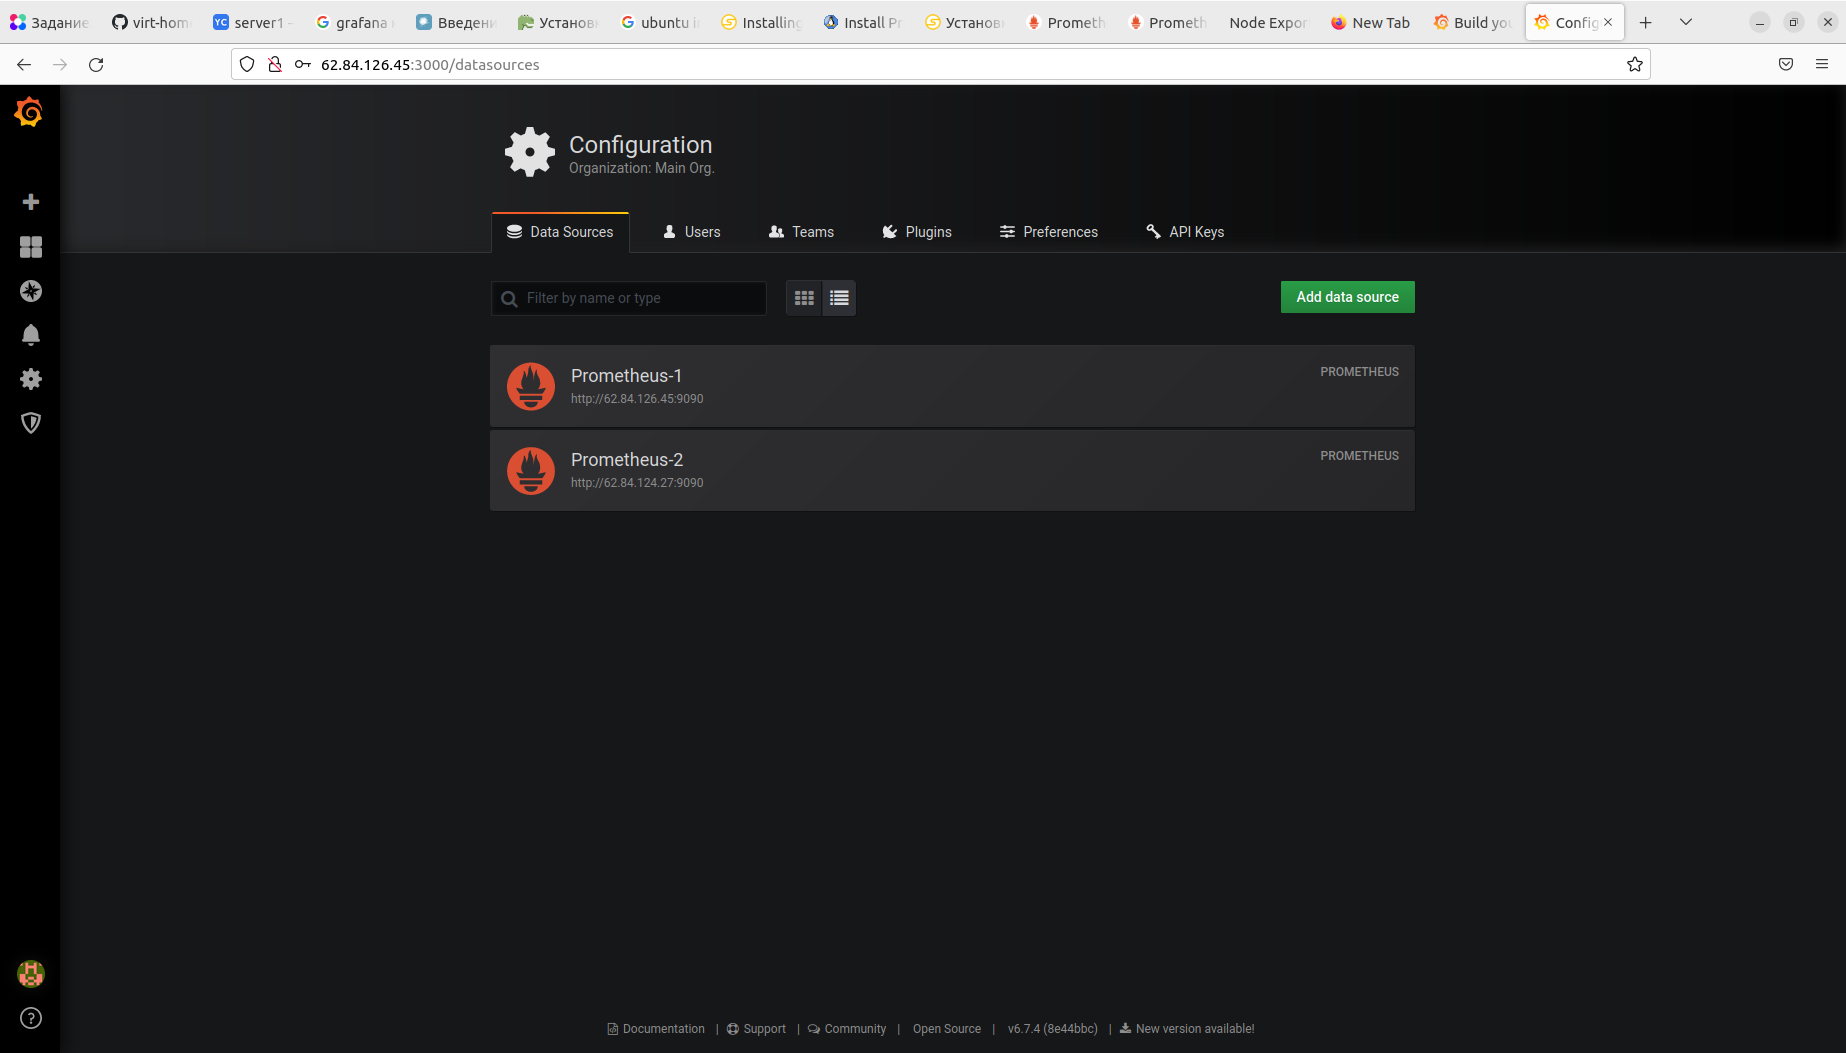 Задание
virt-hom
YC server1 -
grafana
Введени
Установ
ubuntu i
Installing
Install Pr
Установ
Prometh
Prometh
Node Expor
New Tab
Build you
Config
62.84.126.45:3000/datasources
Configuration
Organization: Main Org.
Data Sources
Users
Teams
Plugins
Preferences
API Keys
Filter by name or type
Add data source
Prometheus-1
PROMETHEUS
http://62.84.126.45:9090
Prometheus-2
PROMETHEUS
http://62.84.124.27:9090
Documentation | Support | Community | Open Source | v6.7.4 (8e44bbc) | New version available!